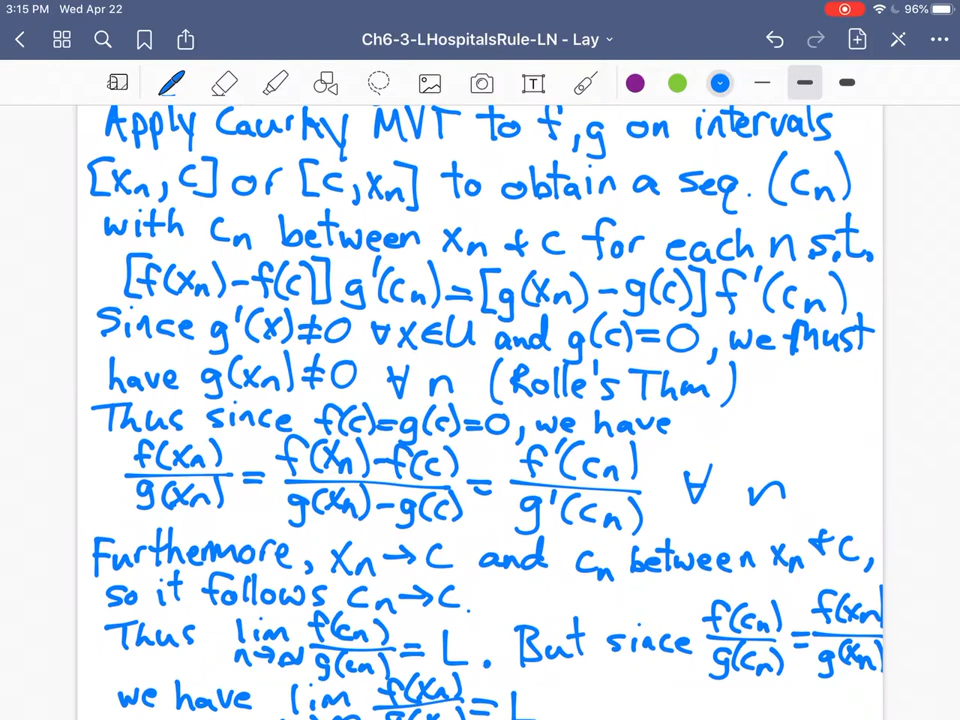 3:15 PM Wed Apr 22
96%
Ch6-3-LHospitalsRule-LN - Lay
Apply Caurhy MVT to f,g on intervals
[xn, c] or [c, xn] to obtain a seq. (cn)
with cn between xn & c for each n s.t.
[f(xn)-f(c)] g'(cn) = [g(xn)-g(c)] f'(cn)
Since g'(x)≠0 ∀x∈U and g(c)=0, we must
have g(xn)≠0 ∀ n (Rolle's Thm)
Thus since f(c)=g(c)=0, we have
f(xn)/g(xn) = f(xn)-f(c)/g(xn)-g(c) = f'(cn)/g'(cn) ∀ n
Furthermore, xn→c and cn between xn & c,
so it follows cn→c.
Thus lim n→∞ f(cn)/g(cn) = L. But since f(cn)/g(cn) = f(xn)/g(xn)
we have lim f(xn)/g(xn) = L